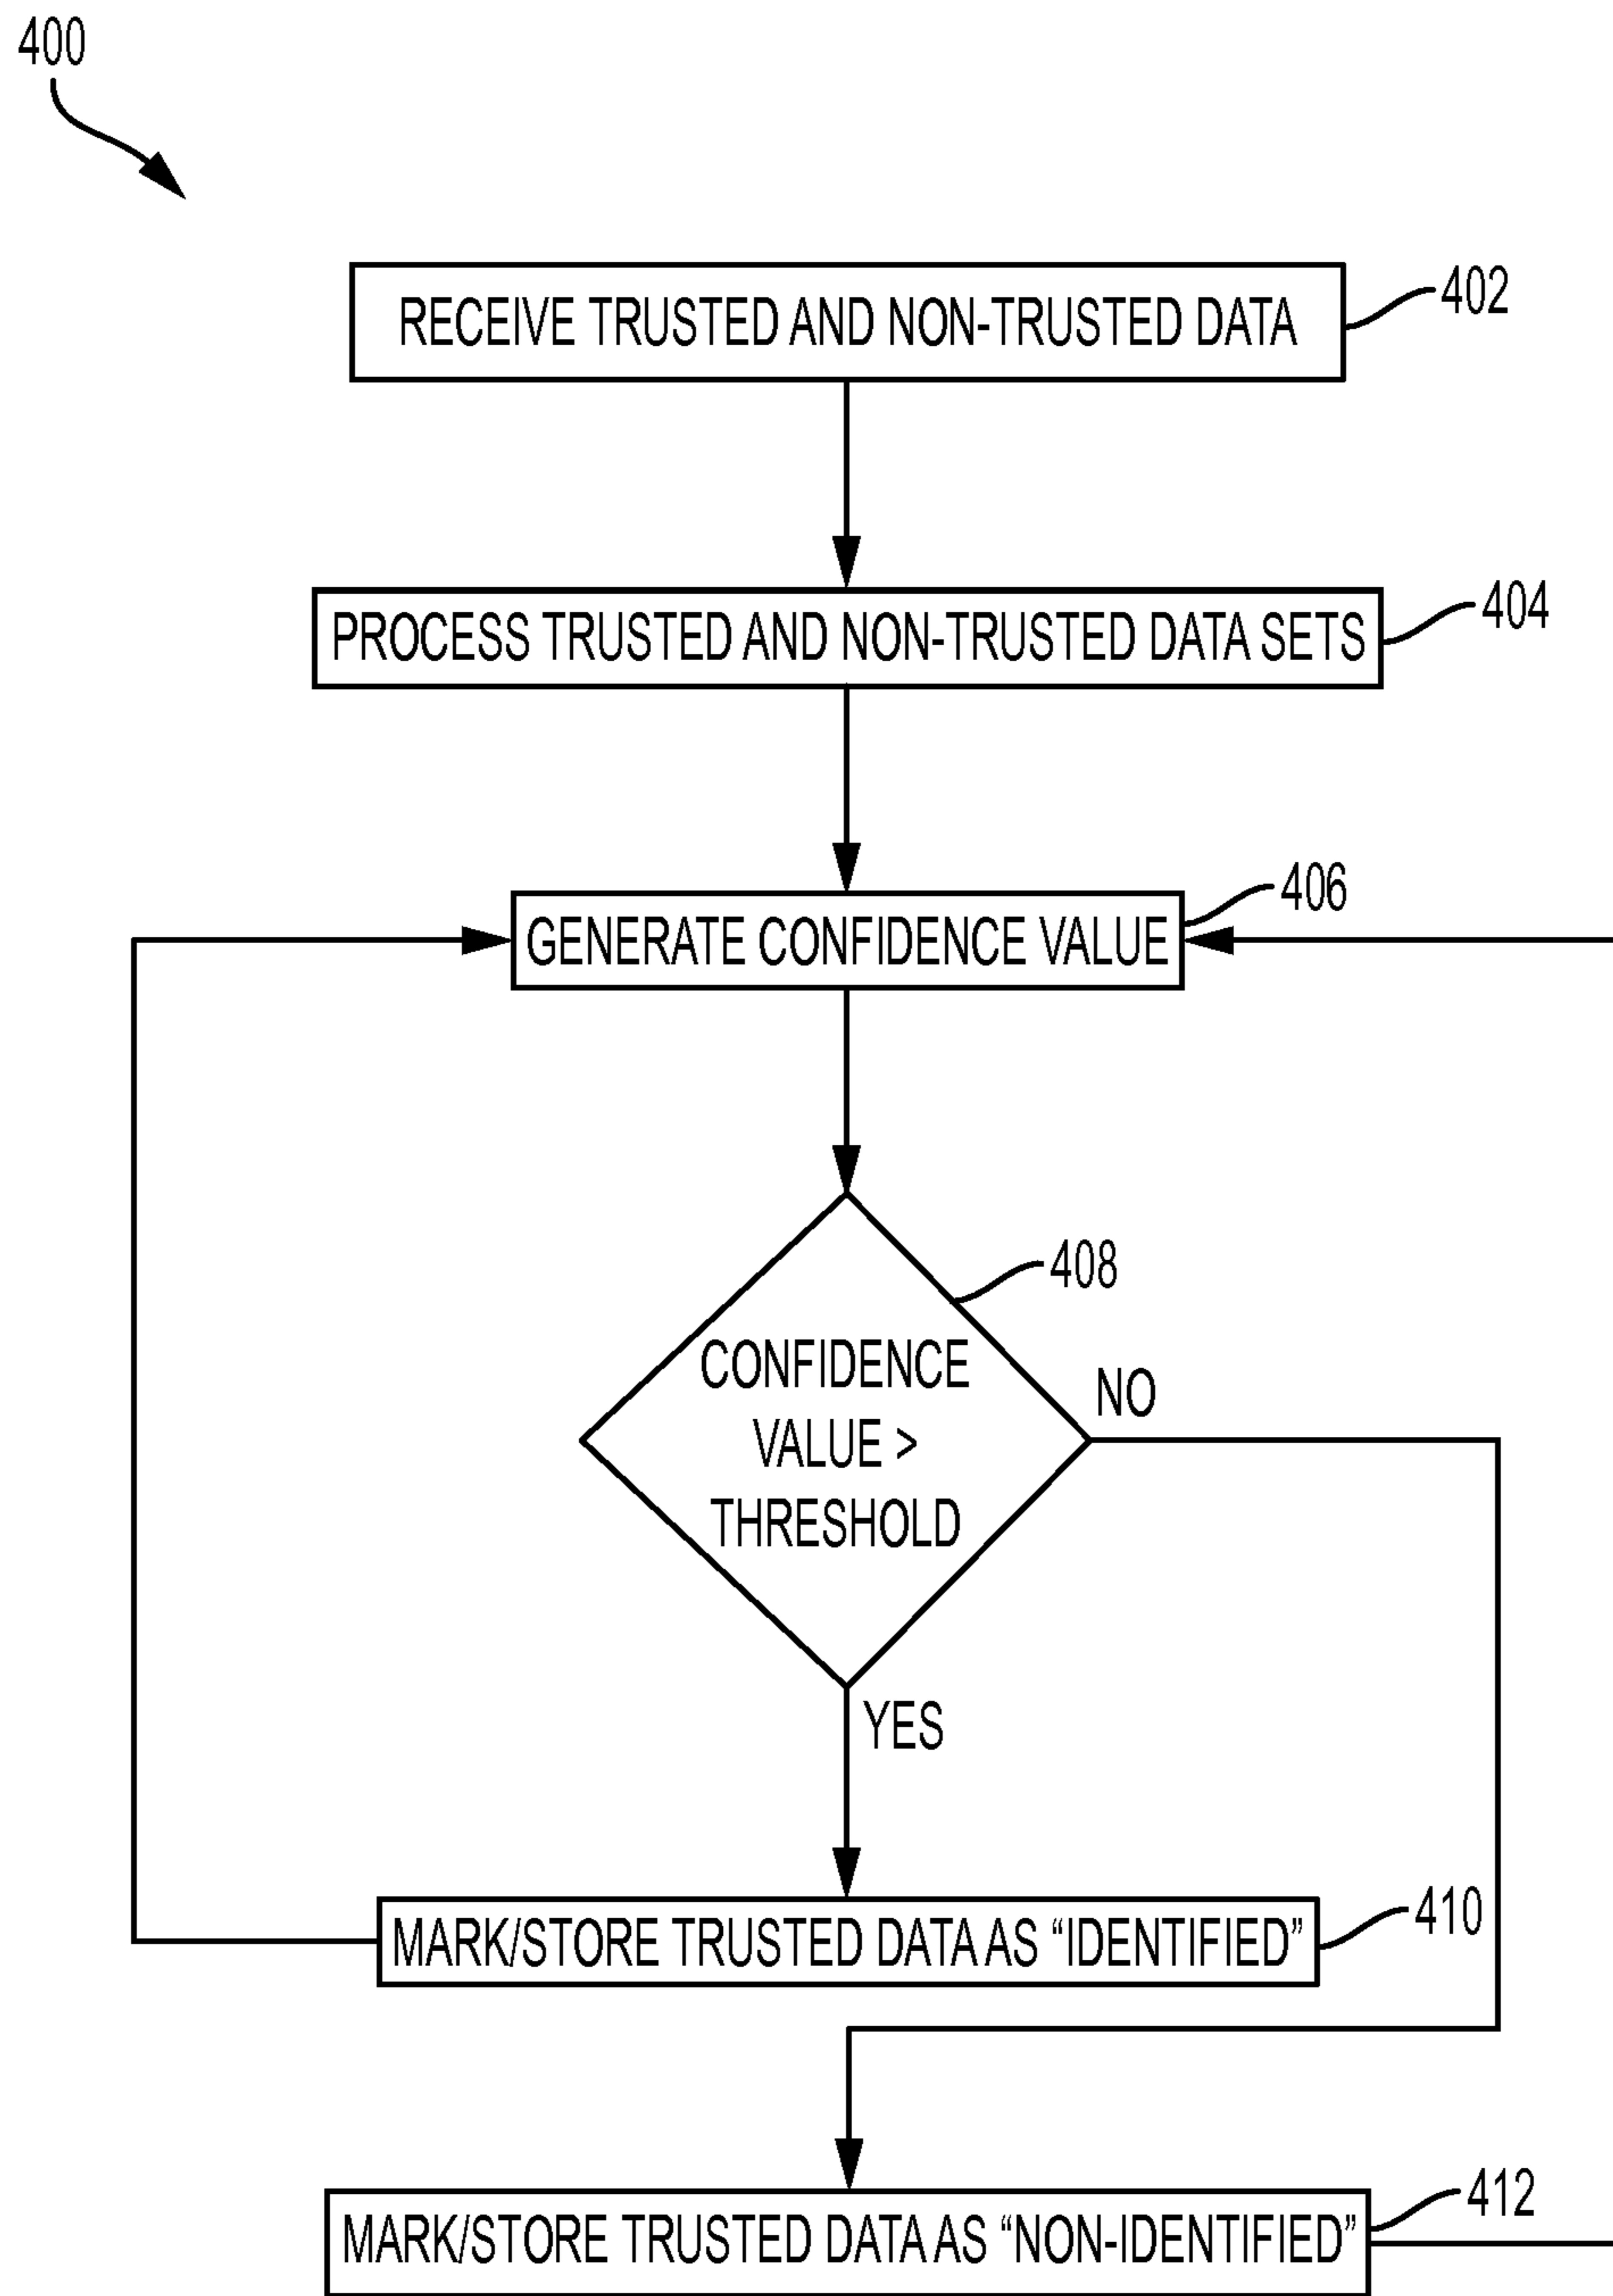 400
RECEIVE TRUSTED AND NON-TRUSTED DATA
402
PROCESS TRUSTED AND NON-TRUSTED DATA SETS
404
GENERATE CONFIDENCE VALUE
406
408
CONFIDENCE
VALUE >
THRESHOLD
NO
YES
MARK/STORE TRUSTED DATA AS “IDENTIFIED”
410
MARK/STORE TRUSTED DATA AS “NON-IDENTIFIED”
412